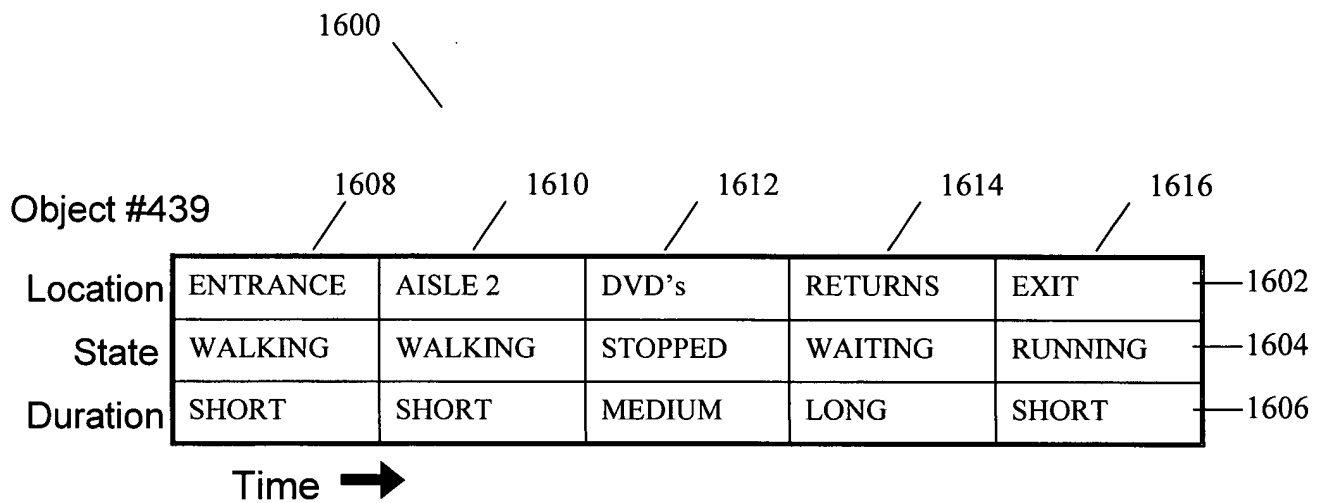 1600
1608 1610 1612 1614 1616
Object #439
Location ENTRANCE AISLE 2 DVD's RETURNS EXIT 1602
State WALKING WALKING STOPPED WAITING RUNNING 1604
Duration SHORT SHORT MEDIUM LONG SHORT 1606
Time